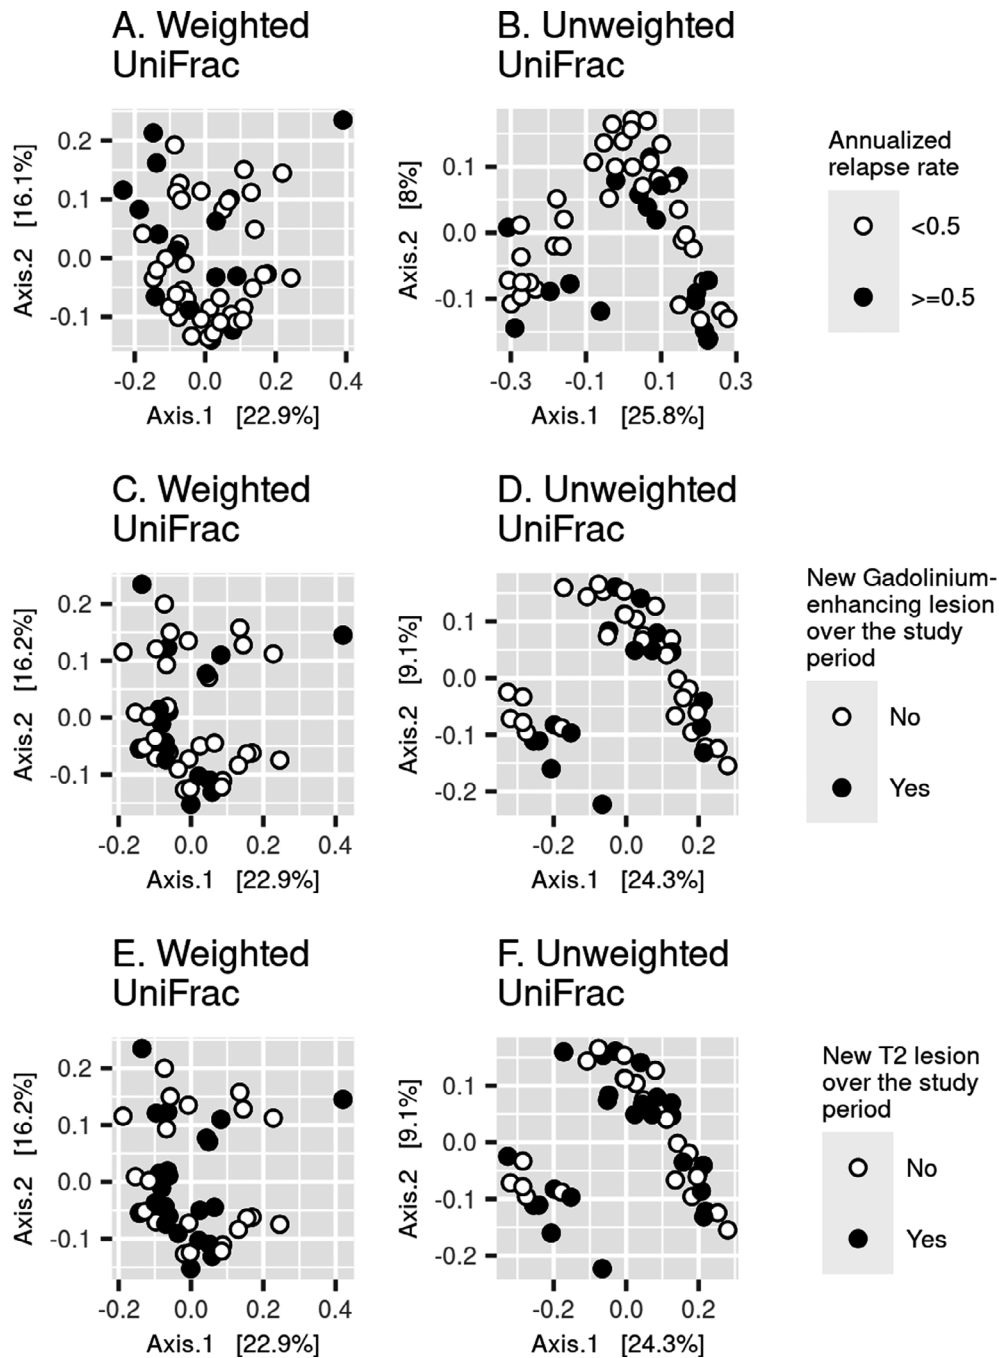 A. Weighted
UniFrac
Axis.2 [16.1%]
0.2
0.1
0.0
-0.1
-0.2 0.0 0.2 0.4
Axis.1 [22.9%]
B. Unweighted
UniFrac
Axis.2 [8%]
0.1
0.0
-0.1
-0.3 -0.1 0.1 0.3
Axis.1 [25.8%]
Annualized
relapse rate
<0.5
>=0.5
C. Weighted
UniFrac
Axis.2 [16.2%]
0.2
0.1
0.0
-0.1
-0.2 0.0 0.2 0.4
Axis.1 [22.9%]
D. Unweighted
UniFrac
Axis.2 [9.1%]
0.1
0.0
-0.1
-0.2
-0.2 0.0 0.2
Axis.1 [24.3%]
New Gadolinium-
enhancing lesion
over the study
period
No
Yes
E. Weighted
UniFrac
Axis.2 [16.2%]
0.2
0.1
0.0
-0.1
-0.2 0.0 0.2 0.4
Axis.1 [22.9%]
F. Unweighted
UniFrac
Axis.2 [9.1%]
0.1
0.0
-0.1
-0.2
-0.2 0.0 0.2
Axis.1 [24.3%]
New T2 lesion
over the study
period
No
Yes